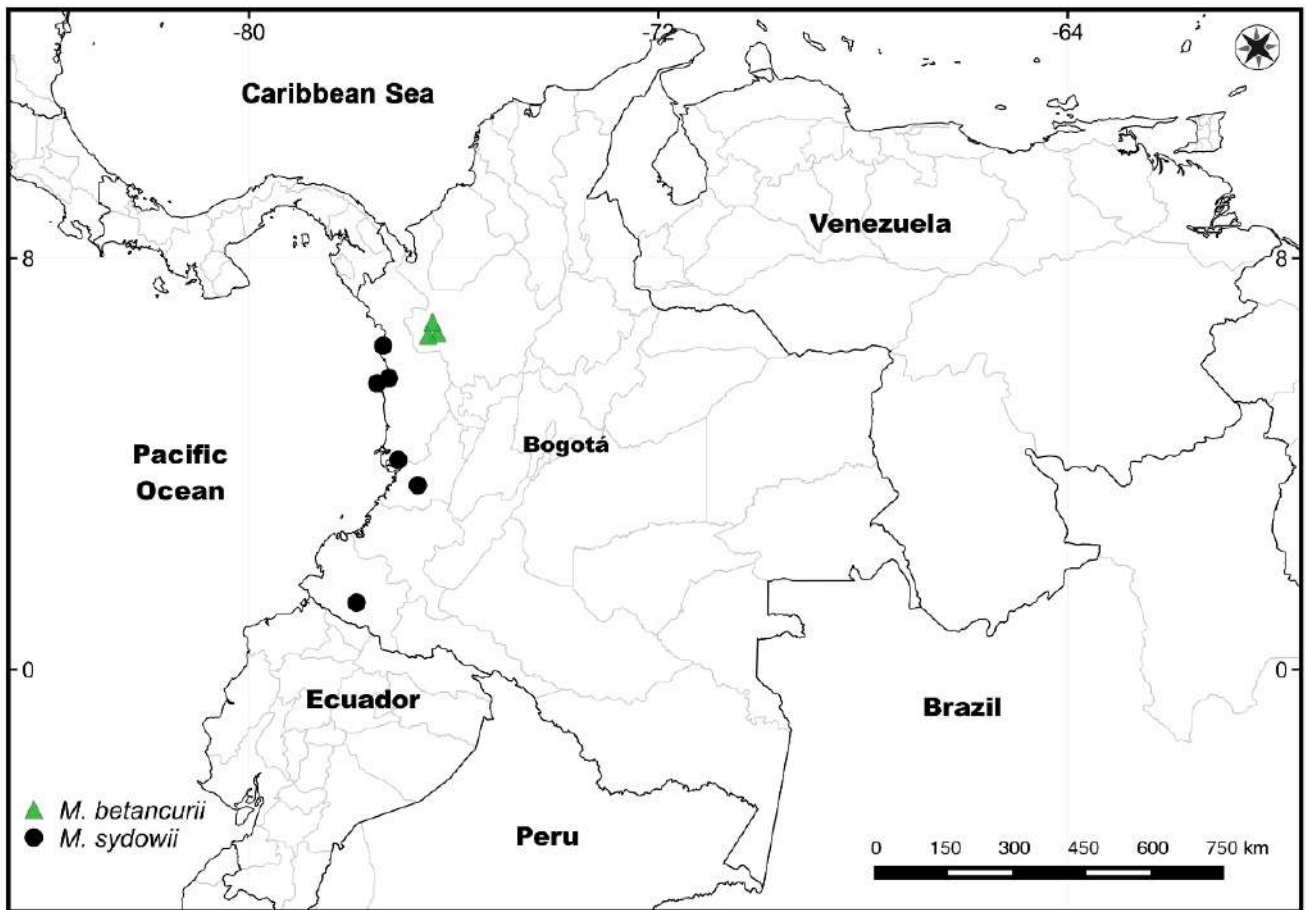 -80
-72
-64
Caribbean Sea
Venezuela
8
8
Pacific
Ocean
Bogotá
0
0
Ecuador
Brazil
M. betancurii
M. sydowii
Peru
0 150 300 450 600 750 km